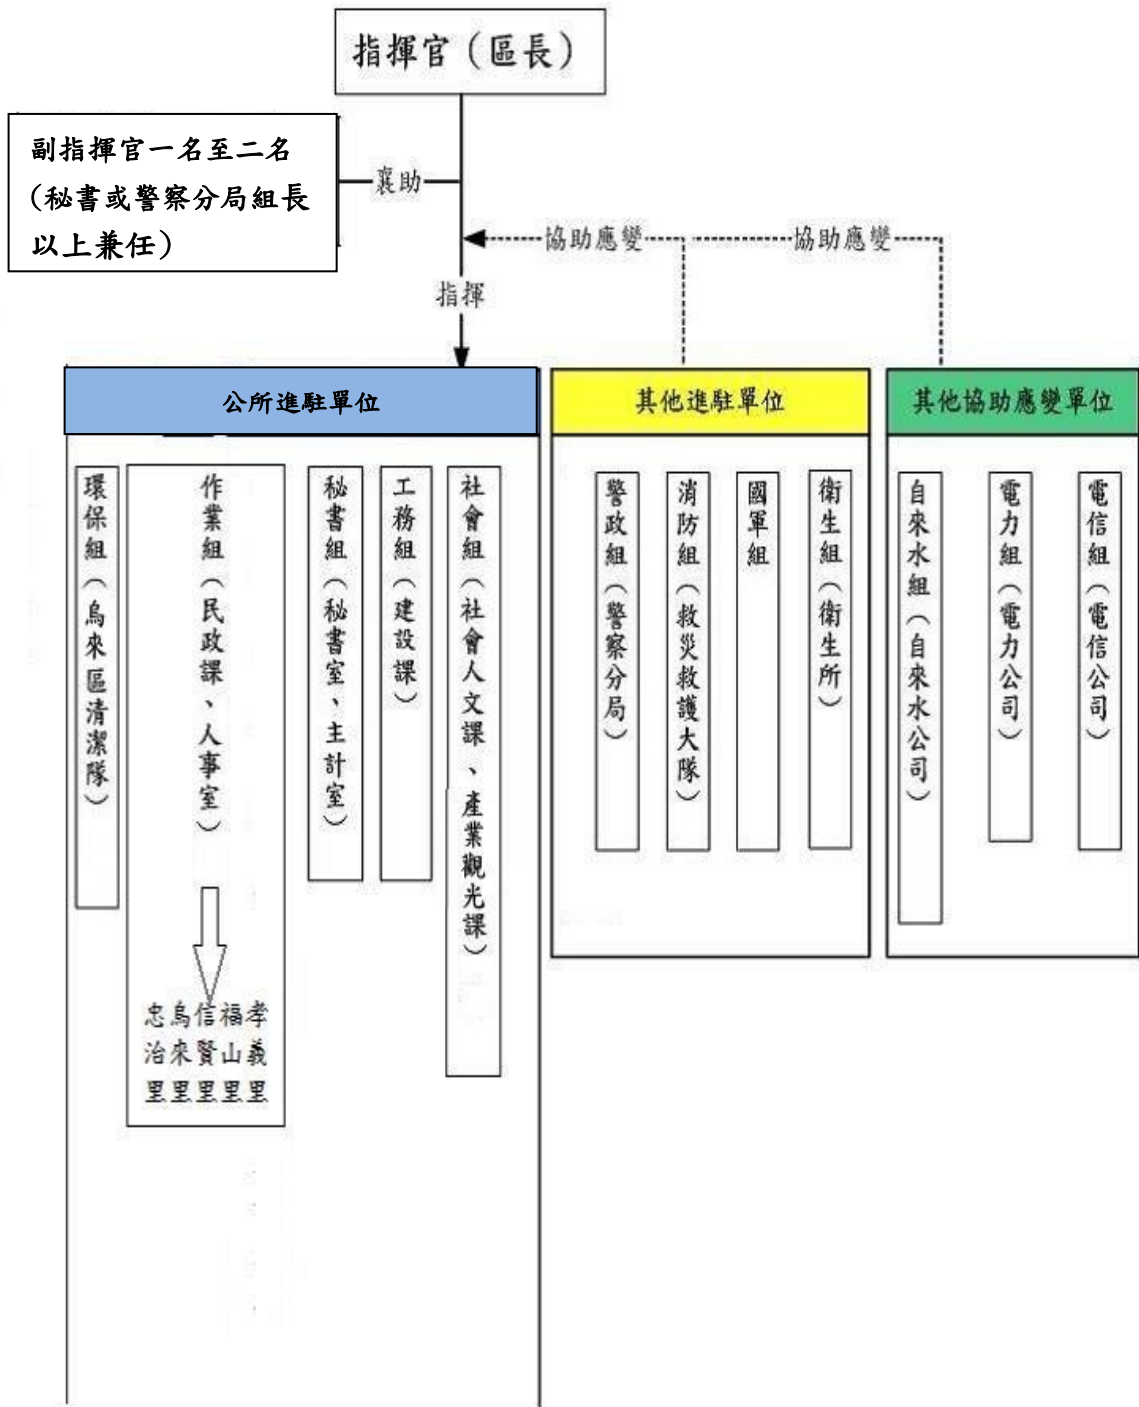 指揮官（區長）
副指揮官一名至二名
(秘書或警察分局組長
以上兼任)
襄助
協助應變
協助應變
指揮
公所進駐單位
環保組（烏來區清潔隊）
作業組（民政課、人事室）
忠治里
烏來里
信賢里
福山里
孝義里
秘書組（秘書室、主計室）
工務組（建設課）
社會組（社會人文課、產業觀光課）
其他進駐單位
警政組（警察分局）
消防組（救災救護大隊）
國軍組
衛生組（衛生所）
其他協助應變單位
自來水組（自來水公司）
電力組（電力公司）
電信組（電信公司）